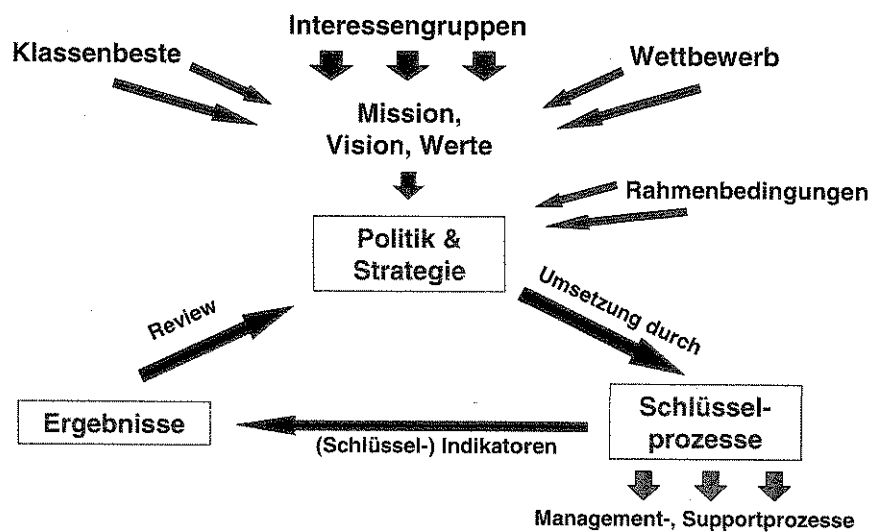 Interessengruppen
Klassenbeste
Wettbewerb
Mission,
Vision, Werte
Rahmenbedingungen
Politik &
Strategie
Review
Umsetzung durch
Ergebnisse
Schlüssel-
prozesse
(Schlüssel-) Indikatoren
Management-, Supportprozesse